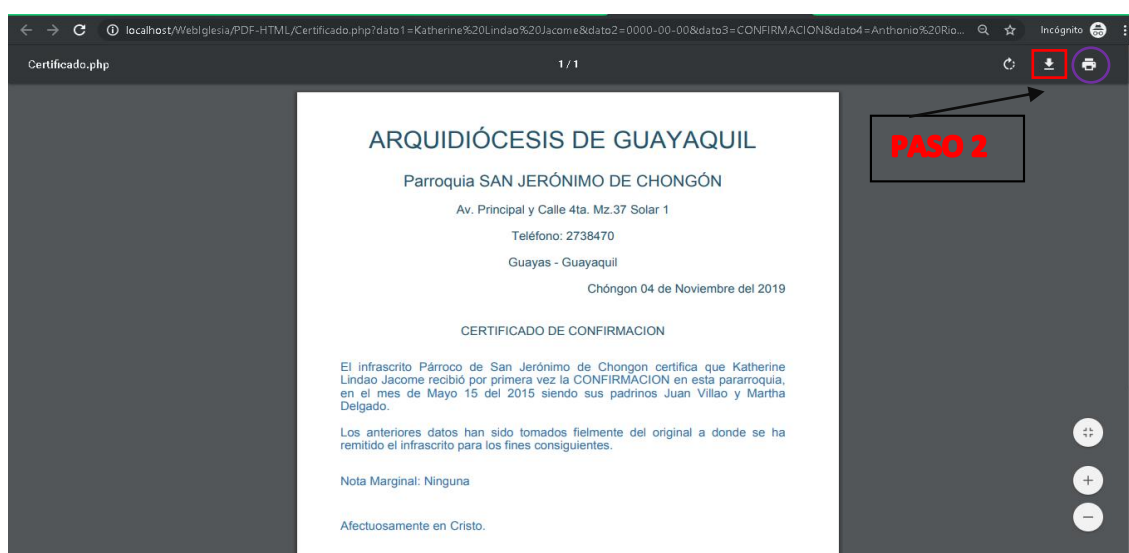 localhost/WebIglesia/PDF-HTML/Certificado.php?dato1=Katherine%20Lindao%20Jacome&dato2=0000-00-00&dato3=CONFIRMACION&dato4=Anthonio%20Rio...
Incógnito
Certificado.php
1 / 1
PASO 2
ARQUIDIÓCESIS DE GUAYAQUIL
Parroquia SAN JERÓNIMO DE CHONGÓN
Av. Principal y Calle 4ta. Mz.37 Solar 1
Teléfono: 2738470
Guayas - Guayaquil
Chóngon 04 de Noviembre del 2019
CERTIFICADO DE CONFIRMACION
El infrascrito Párroco de San Jerónimo de Chongon certifica que Katherine
Lindao Jacome recibió por primera vez la CONFIRMACION en esta pararroquia,
en el mes de Mayo 15 del 2015 siendo sus padrinos Juan Villao y Martha
Delgado.
Los anteriores datos han sido tomados fielmente del original a donde se ha
remitido el infrascrito para los fines consiguientes.
Nota Marginal: Ninguna
Afectuosamente en Cristo.